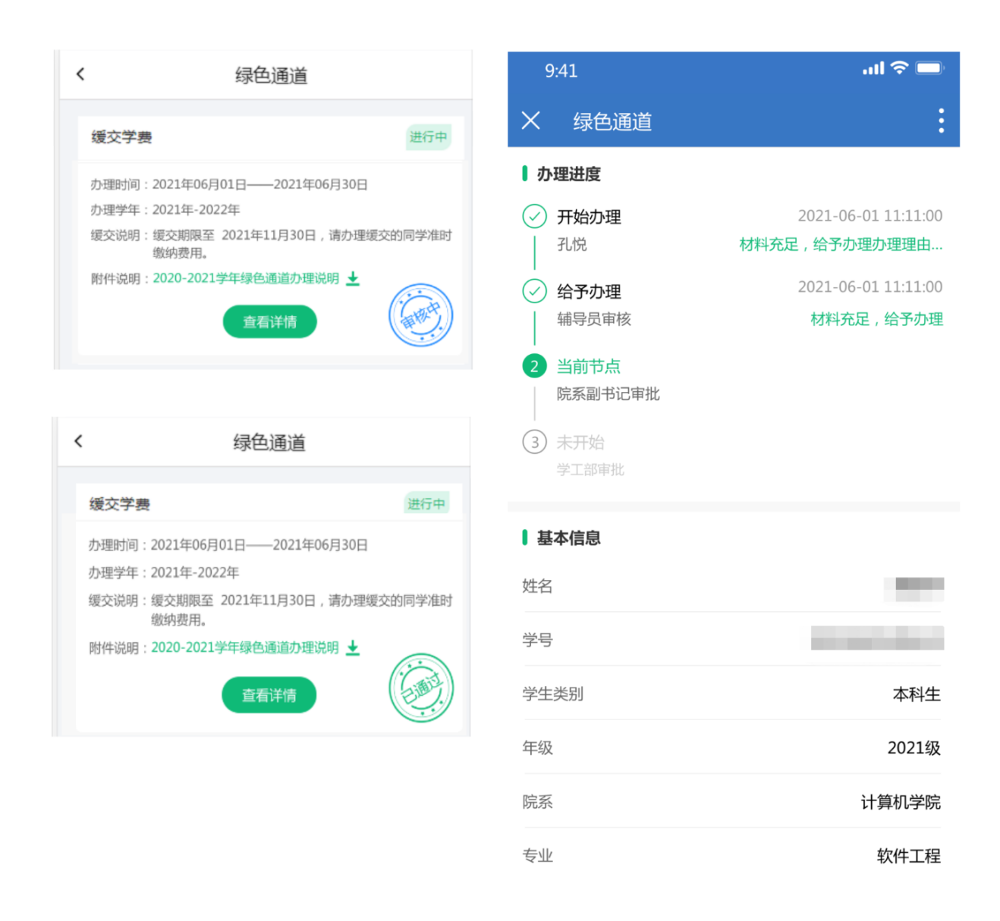 绿色通道
缓交学费
进行中
办理时间：2021年06月01日——2021年06月30日
办理学年：2021年-2022年
缓交说明：缓交期限至 2021年11月30日，请办理缓交的同学准时
缴纳费用。
附件说明：2020-2021学年绿色通道办理说明
查看详情
审核中
绿色通道
缓交学费
进行中
办理时间：2021年06月01日——2021年06月30日
办理学年：2021年-2022年
缓交说明：缓交期限至 2021年11月30日，请办理缓交的同学准时
缴纳费用。
附件说明：2020-2021学年绿色通道办理说明
查看详情
已通过
9:41
绿色通道
办理进度
开始办理 2021-06-01 11:11:00
孔悦 材料充足，给予办理办理理由...
给予办理 2021-06-01 11:11:00
辅导员审核 材料充足，给予办理
2 当前节点
院系副书记审批
3 未开始
学工部审批
基本信息
姓名
学号
学生类别 本科生
年级 2021级
院系 计算机学院
专业 软件工程